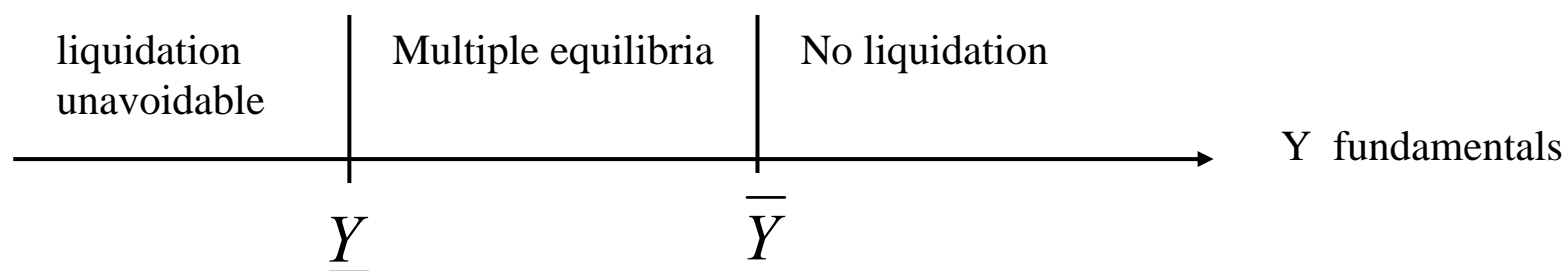 liquidation
unavoidable
Multiple equilibria
No liquidation
Y fundamentals
Y̲
Y̅